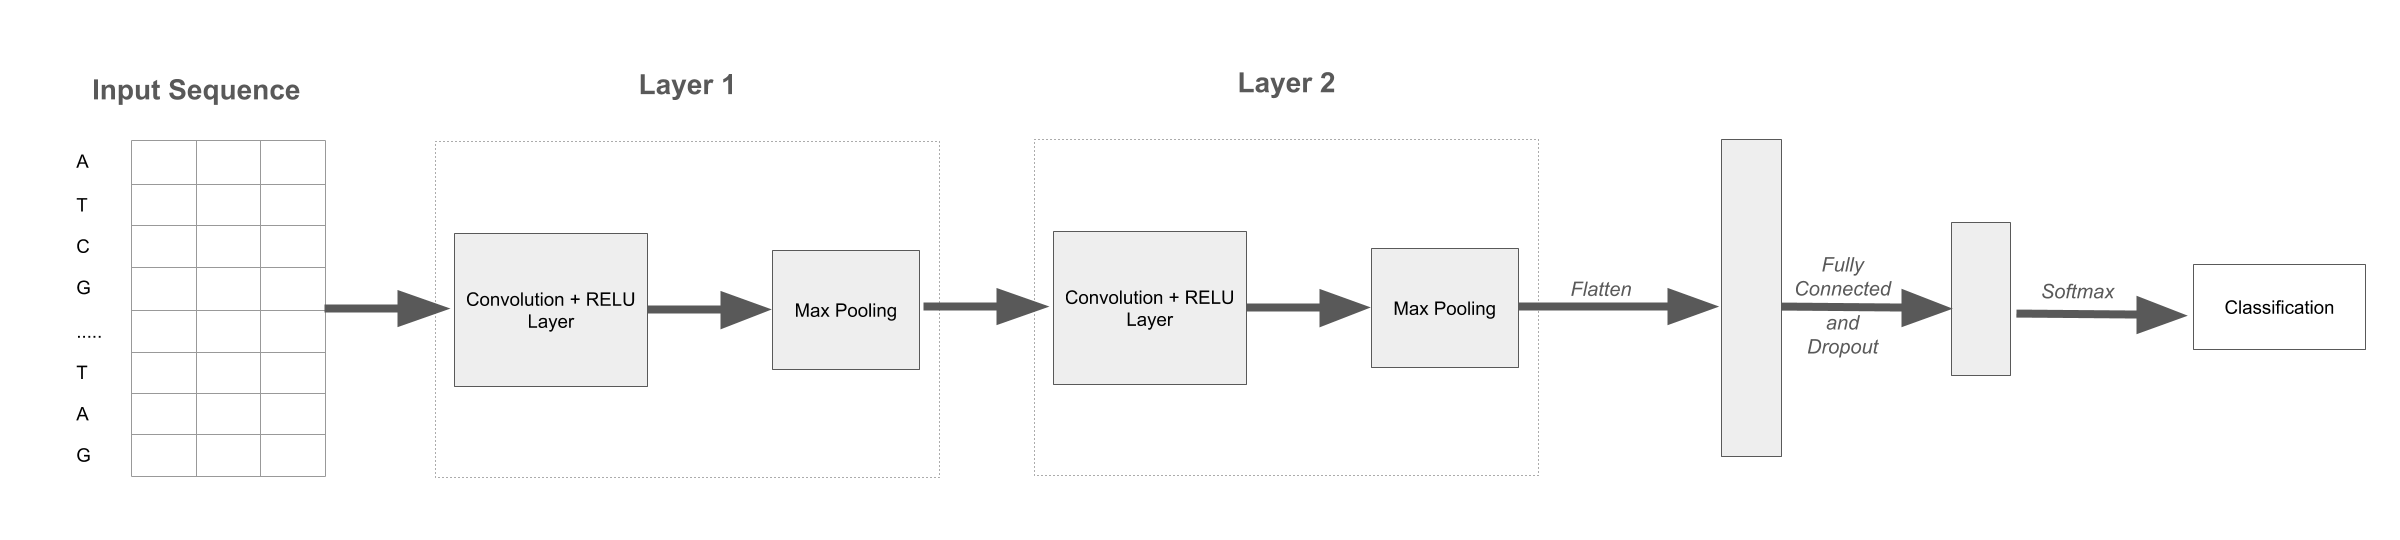 Input Sequence
Layer 1
Layer 2
A
T
C
G
.....
T
A
G
Convolution + RELU
Layer
Max Pooling
Convolution + RELU
Layer
Max Pooling
Flatten
Fully
Connected
and
Dropout
Softmax
Classification